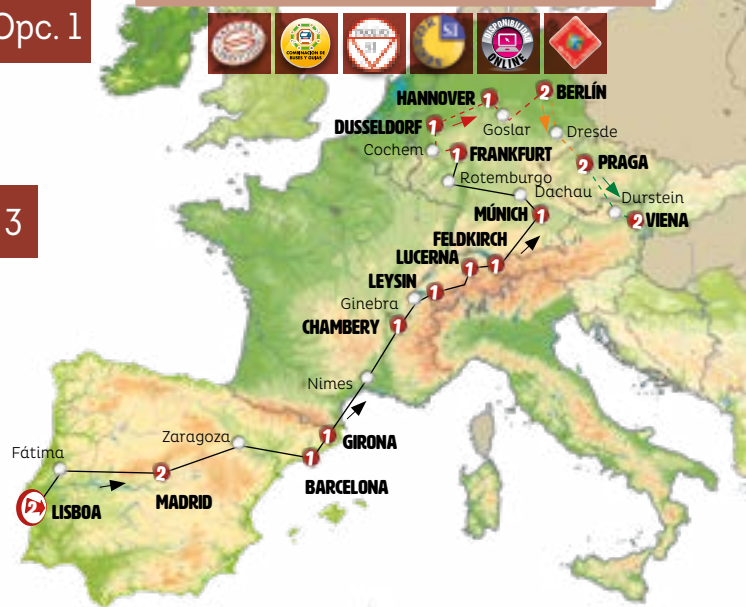 Opc. 1
COMBINACION DE
BUSES Y GUIAS
SI
SI
DISPONIBILIDAD
ONLINE
HANNOVER 1
2 BERLÍN
DUSSELDORF 1
Goslar
Dresde
Cochem
1 FRANKFURT
2 PRAGA
Rotemburgo
Dachau
Durstein
3
MÚNICH 1
2 VIENA
FELDKIRCH
LUCERNA
1 1
LEYSIN
1
Ginebra
CHAMBERY 1
Nimes
Zaragoza
1 GIRONA
Fátima
1
2
BARCELONA
MADRID
2 LISBOA